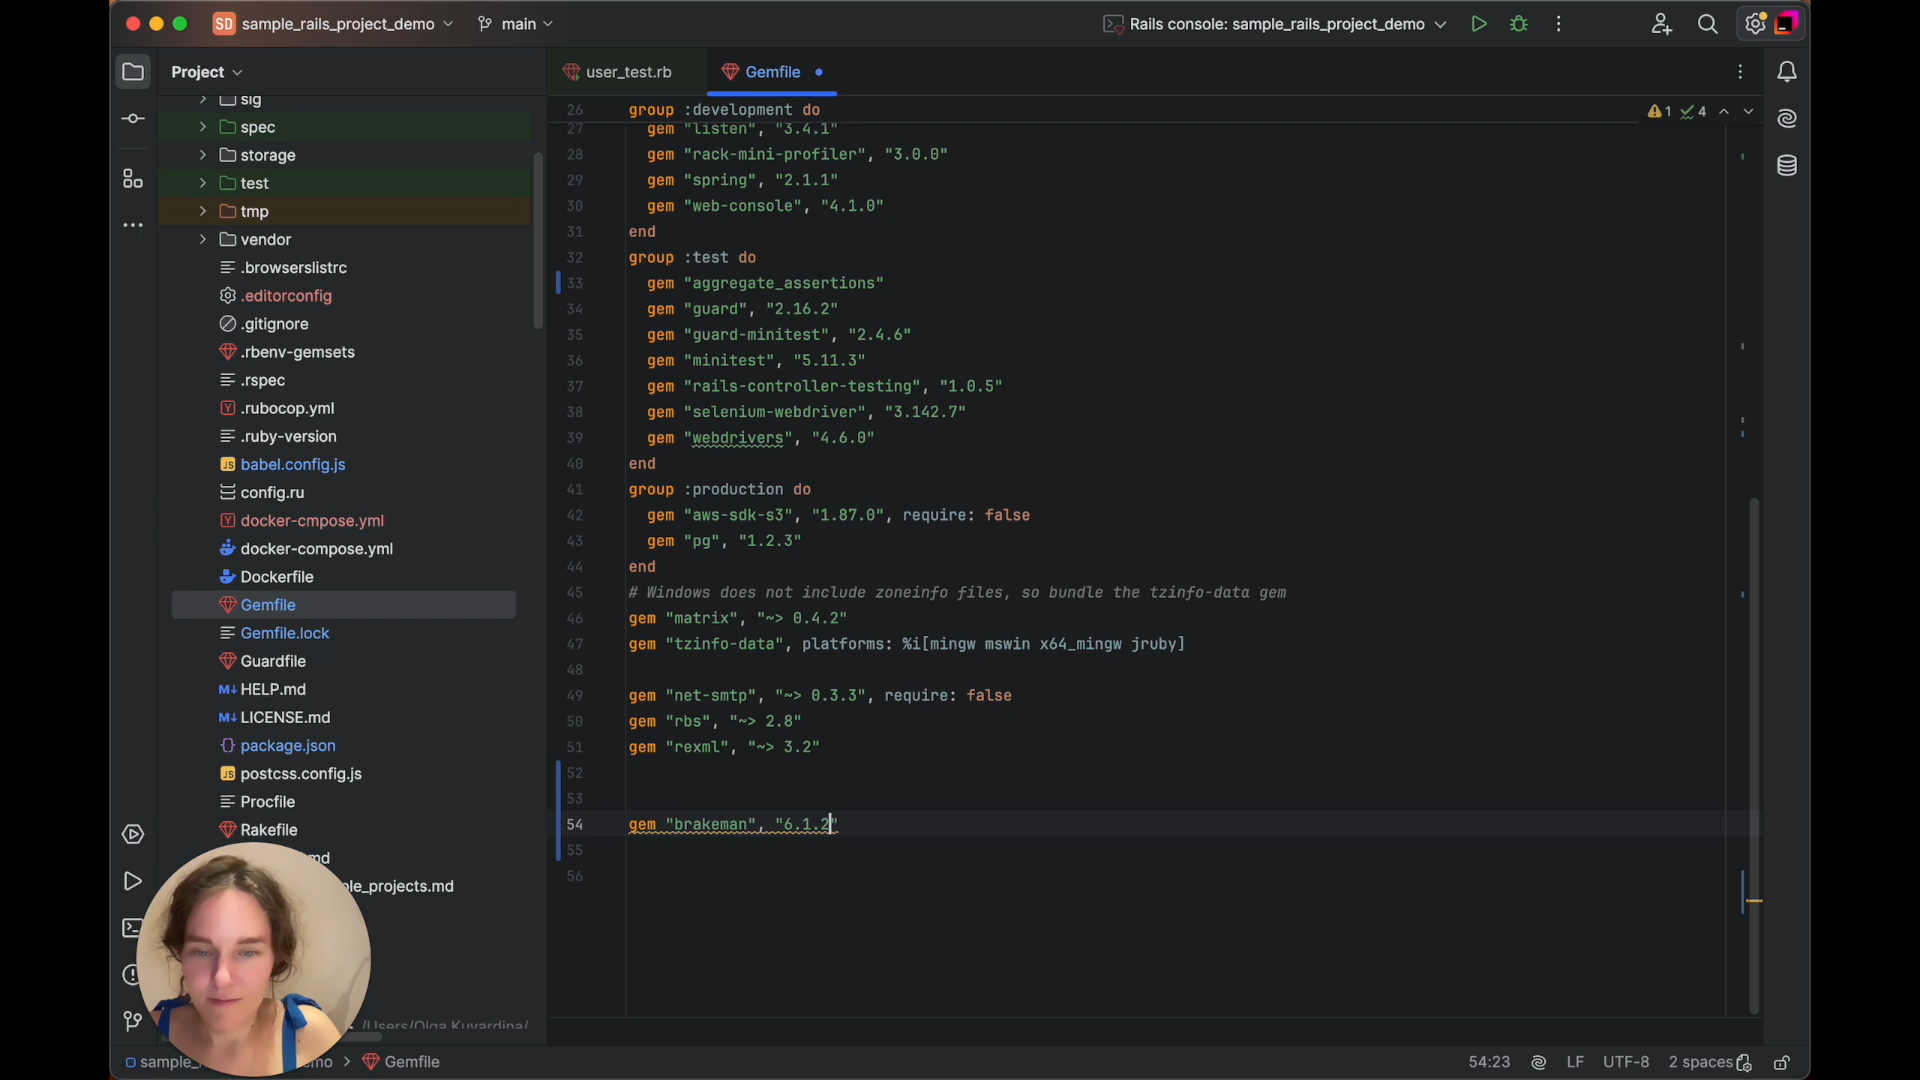 SD sample_rails_project_demo main Rails console: sample_rails_project_demo
Project
user_test.rb
Gemfile
sig
spec
storage
test
tmp
vendor
.browserslistrc
.editorconfig
.gitignore
.rbenv-gemsets
.rspec
.rubocop.yml
.ruby-version
babel.config.js
config.ru
docker-cmpose.yml
docker-compose.yml
Dockerfile
Gemfile
Gemfile.lock
Guardfile
HELP.md
LICENSE.md
package.json
postcss.config.js
Procfile
Rakefile
md
ple_projects.md
/Users/Olga Kuvardina/
1 4
26 group :development do
27 gem "listen", "3.4.1"
28 gem "rack-mini-profiler", "3.0.0"
29 gem "spring", "2.1.1"
30 gem "web-console", "4.1.0"
31 end
32 group :test do
33 gem "aggregate_assertions"
34 gem "guard", "2.16.2"
35 gem "guard-minitest", "2.4.6"
36 gem "minitest", "5.11.3"
37 gem "rails-controller-testing", "1.0.5"
38 gem "selenium-webdriver", "3.142.7"
39 gem "webdrivers", "4.6.0"
40 end
41 group :production do
42 gem "aws-sdk-s3", "1.87.0", require: false
43 gem "pg", "1.2.3"
44 end
45 # Windows does not include zoneinfo files, so bundle the tzinfo-data gem
46 gem "matrix", "~> 0.4.2"
47 gem "tzinfo-data", platforms: %i[mingw mswin x64_mingw jruby]
48
49 gem "net-smtp", "~> 0.3.3", require: false
50 gem "rbs", "~> 2.8"
51 gem "rexml", "~> 3.2"
52
53
54 gem "brakeman", "6.1.2"
55
56
sample_ mo > Gemfile
54:23 LF UTF-8 2 spaces